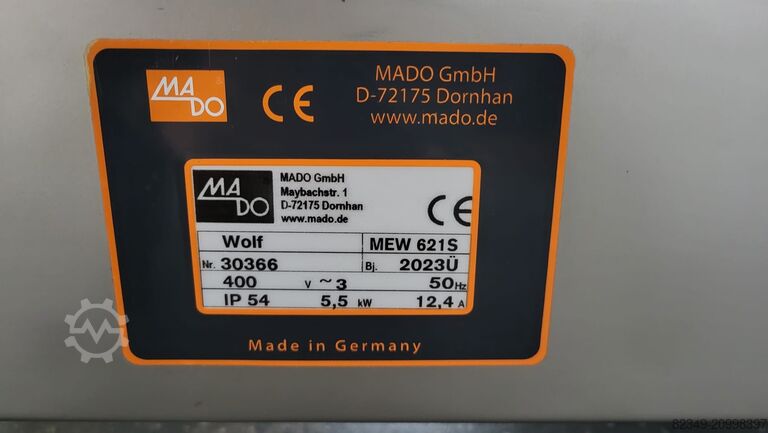 MADO
CE
MADO GmbH
D-72175 Dornhan
www.mado.de
MADO
MADO GmbH
Maybachstr. 1
D-72175 Dornhan
www.mado.de
CE
Wolf MEW 621S
Nr. 30366 Bj. 2023Ü
400 V ~3 50Hz
IP 54 5,5 kW 12,4 A
Made in Germany
82349-20998397